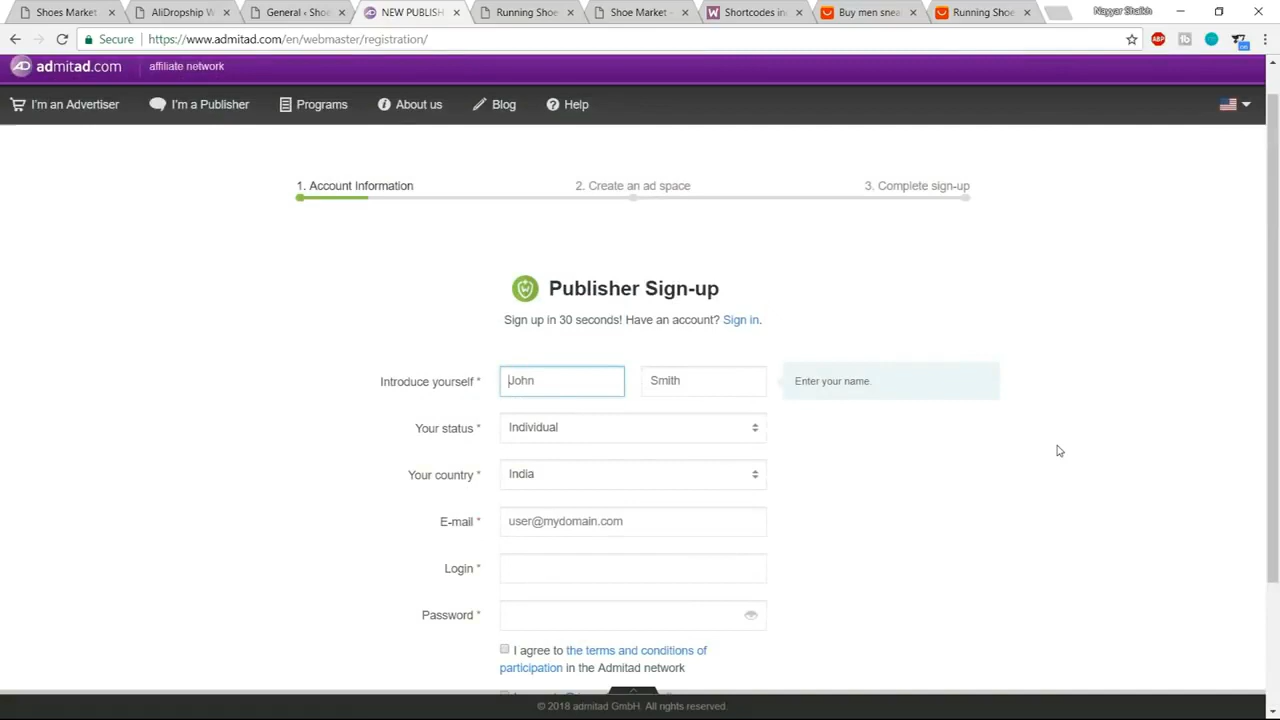 Shoes Market
AliDropship W
General ‹ Shoe
NEW PUBLISH
Running Shoe
Shoe Market -
Shortcodes in
Buy men snea
Running Shoe
Nayyar Shaikh
Secure
https://www.admitad.com/en/webmaster/registration/
ABP
admitad.com
affiliate network
I'm an Advertiser
I'm a Publisher
Programs
About us
Blog
Help
1. Account Information
2. Create an ad space
3. Complete sign-up
Publisher Sign-up
Sign up in 30 seconds! Have an account? Sign in.
Introduce yourself *
John
Smith
Enter your name.
Your status *
Individual
Your country *
India
E-mail *
user@mydomain.com
Login *
Password *
I agree to the terms and conditions of
participation in the Admitad network
© 2018 admitad GmbH. All rights reserved.